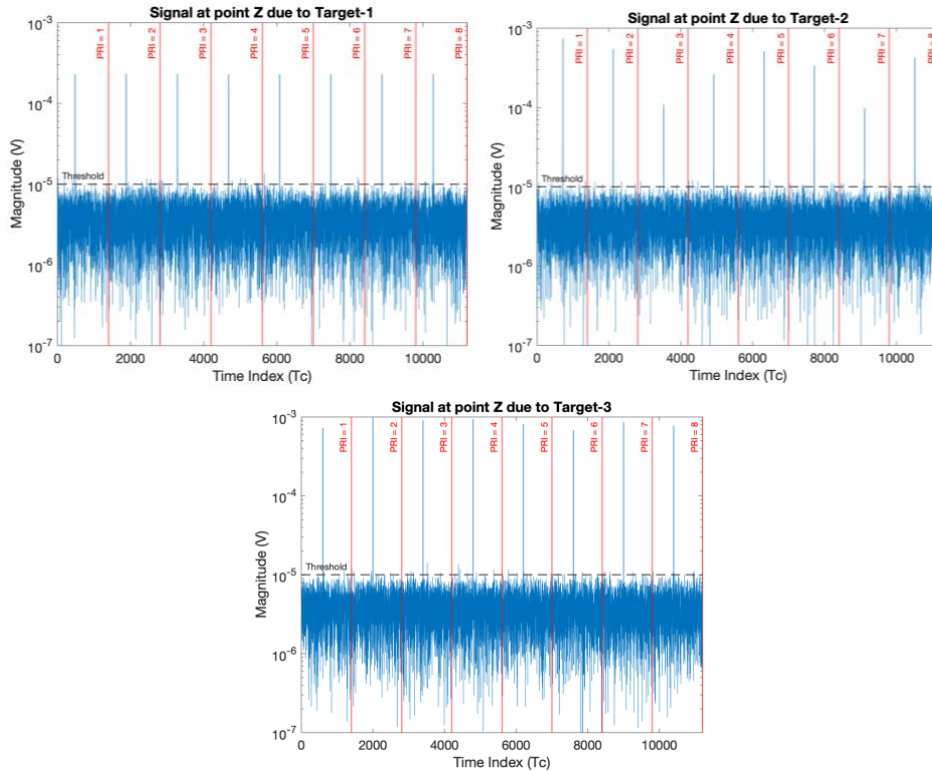 Signal at point Z due to Target-1
Magnitude (V)
10^-3
10^-4
10^-5
10^-6
10^-7
Threshold
PRI = 1
PRI = 2
PRI = 3
PRI = 4
PRI = 5
PRI = 6
PRI = 7
PRI = 8
0
2000
4000
6000
8000
10000
Time Index (Tc)
Signal at point Z due to Target-2
Magnitude (V)
10^-3
10^-4
10^-5
10^-6
10^-7
Threshold
PRI = 1
PRI = 2
PRI = 3
PRI = 4
PRI = 5
PRI = 6
PRI = 7
PRI = 8
0
2000
4000
6000
8000
10000
Time Index (Tc)
Signal at point Z due to Target-3
Magnitude (V)
10^-3
10^-4
10^-5
10^-6
10^-7
Threshold
PRI = 1
PRI = 2
PRI = 3
PRI = 4
PRI = 5
PRI = 6
PRI = 7
PRI = 8
0
2000
4000
6000
8000
10000
Time Index (Tc)